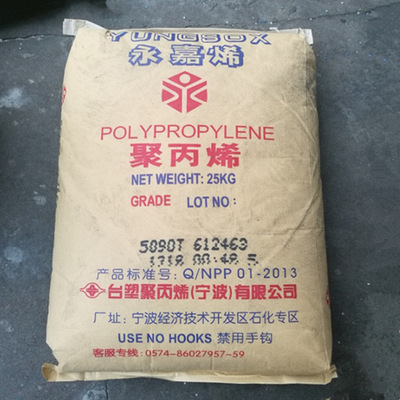 YUNGSOX
永嘉烯
POLYPROPYLENE
聚丙烯
NET WEIGHT: 25KG
GRADE LOT NO:
5090T 612463
产品标准号: Q/NPP 01-2013
台塑聚丙烯(宁波)有限公司
厂址: 宁波经济技术开发区石化专区
USE NO HOOKS 禁用手钩
客服专线: 0574-86027957-59